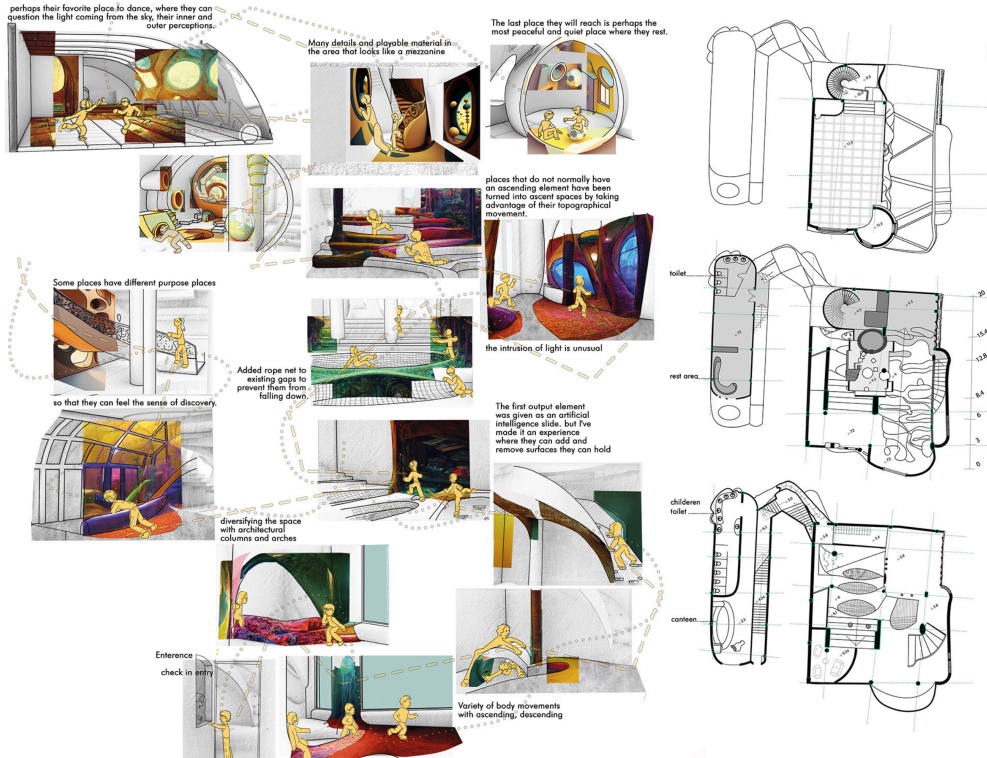 perhaps their favorite place to dance, where they can
question the light coming from the sky, their inner and
outer perceptions.
Many details and playable material in
the area that looks like a mezzanine
The last place they will reach is perhaps the
most peaceful and quiet place where they rest.
places that do not normally have
an ascending element have been
turned into ascent spaces by taking
advantage of their topographical
movement.
the intrusion of light is unusual
Some places have different purpose places
so that they can feel the sense of discovery.
Added rope net to
existing gaps to
prevent them from
falling down.
The first output element
was given as an artificial
intelligence slide. but I've
made it an experience
where they can add and
remove surfaces they can hold
diversifying the space
with architectural
columns and arches
Enterence
check in entry
Variety of body movements
with ascending, descending
toilet
rest area
20
15,4
12,8
8,4
6
3
0
childeren
toilet
canteen